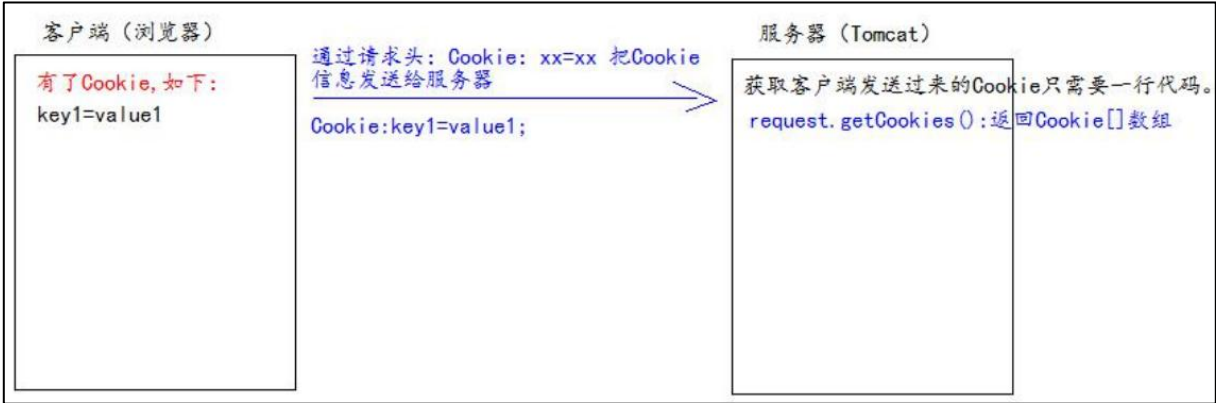 客户端（浏览器）
有了Cookie,如下:
key1=value1
通过请求头: Cookie: xx=xx 把Cookie
信息发送给服务器
Cookie:key1=value1;
服务器（Tomcat）
获取客户端发送过来的Cookie只需要一行代码。
request.getCookies():返回Cookie[]数组